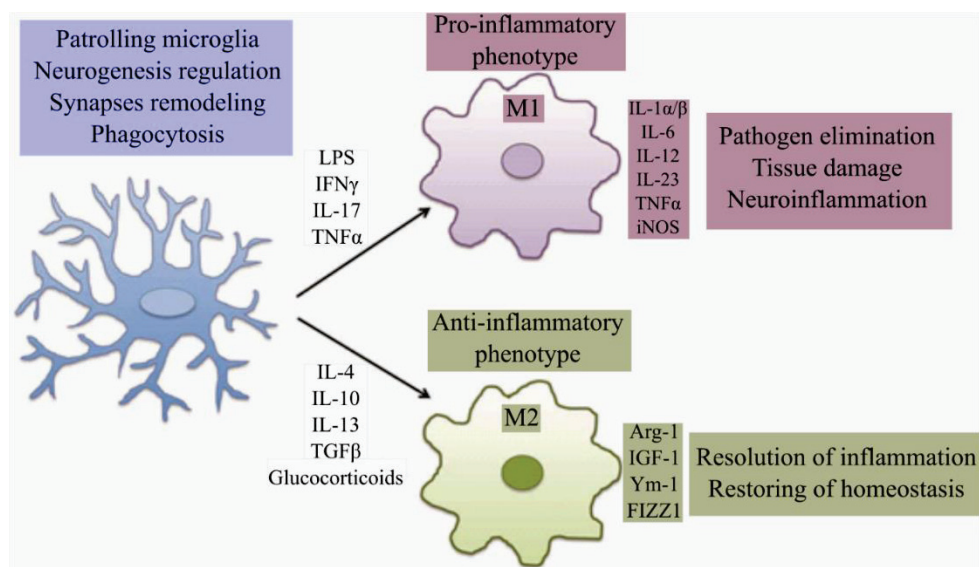 Patrolling microglia
Neurogenesis regulation
Synapses remodeling
Phagocytosis
LPS
IFNγ
IL-17
TNFα
Pro-inflammatory
phenotype
M1
IL-1α/β
IL-6
IL-12
IL-23
TNFα
iNOS
Pathogen elimination
Tissue damage
Neuroinflammation
IL-4
IL-10
IL-13
TGFβ
Glucocorticoids
Anti-inflammatory
phenotype
M2
Arg-1
IGF-1
Ym-1
FIZZ1
Resolution of inflammation
Restoring of homeostasis